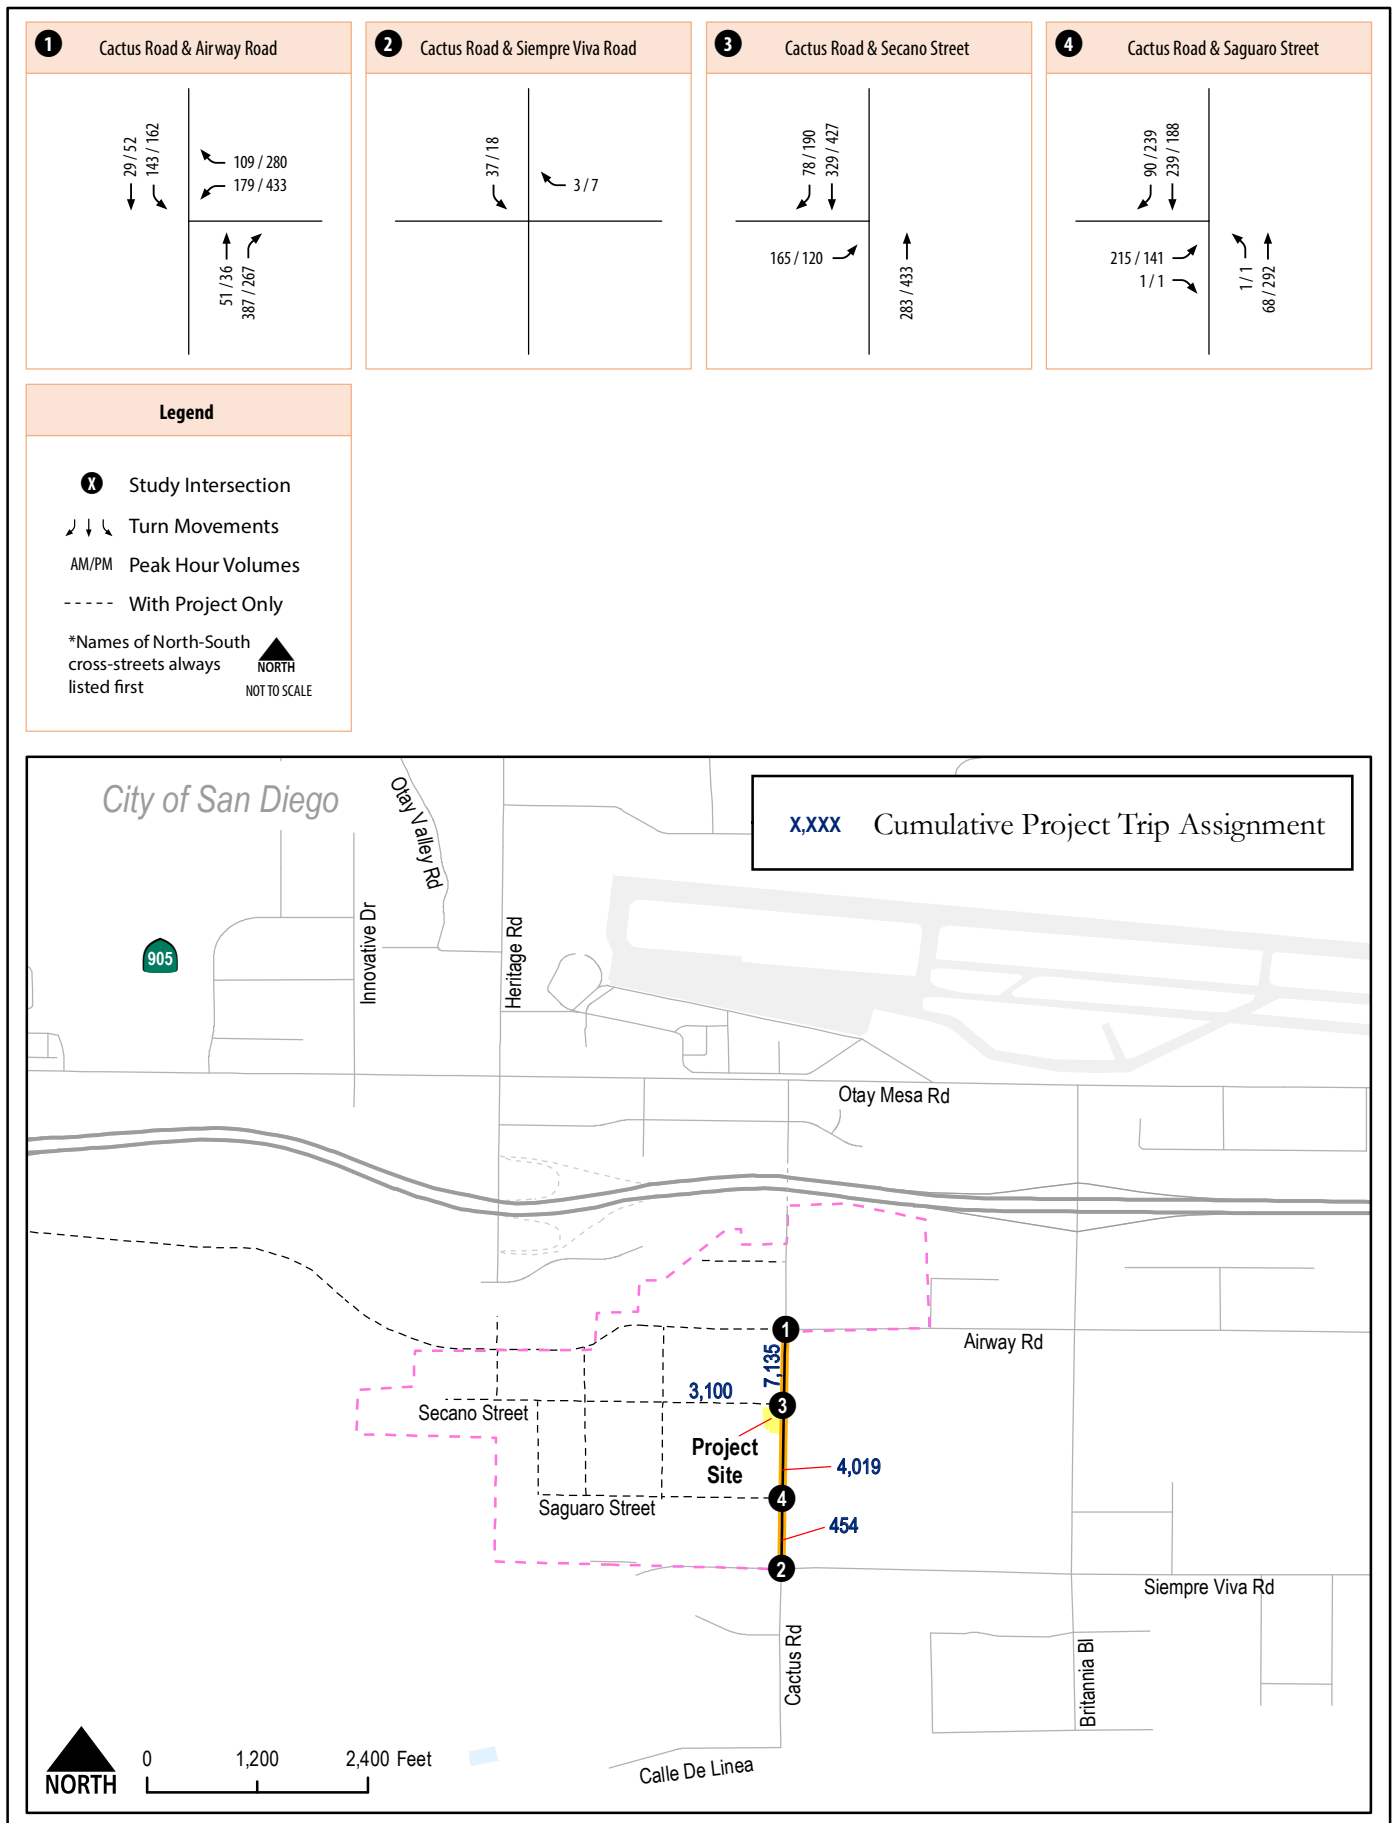 1 Cactus Road & Airway Road
29 / 52
143 / 162
109 / 280
179 / 433
51 / 36
387 / 267
2 Cactus Road & Siempre Viva Road
37 / 18
3 / 7
3 Cactus Road & Secano Street
78 / 190
329 / 427
165 / 120
283 / 433
4 Cactus Road & Saguaro Street
90 / 239
239 / 188
215 / 141
1 / 1
1 / 1
68 / 292
Legend
X Study Intersection
Turn Movements
AM/PM Peak Hour Volumes
With Project Only
*Names of North-South
cross-streets always
listed first
NORTH
NOT TO SCALE
City of San Diego
X,XXX Cumulative Project Trip Assignment
Otay Valley Rd
Innovative Dr
Heritage Rd
905
Otay Mesa Rd
1
Airway Rd
7,135
3,100
3
Secano Street
Project
Site
4,019
4
Saguaro Street
454
2
Siempre Viva Rd
Cactus Rd
Britannia Bl
Calle De Linea
NORTH
0 1,200 2,400 Feet